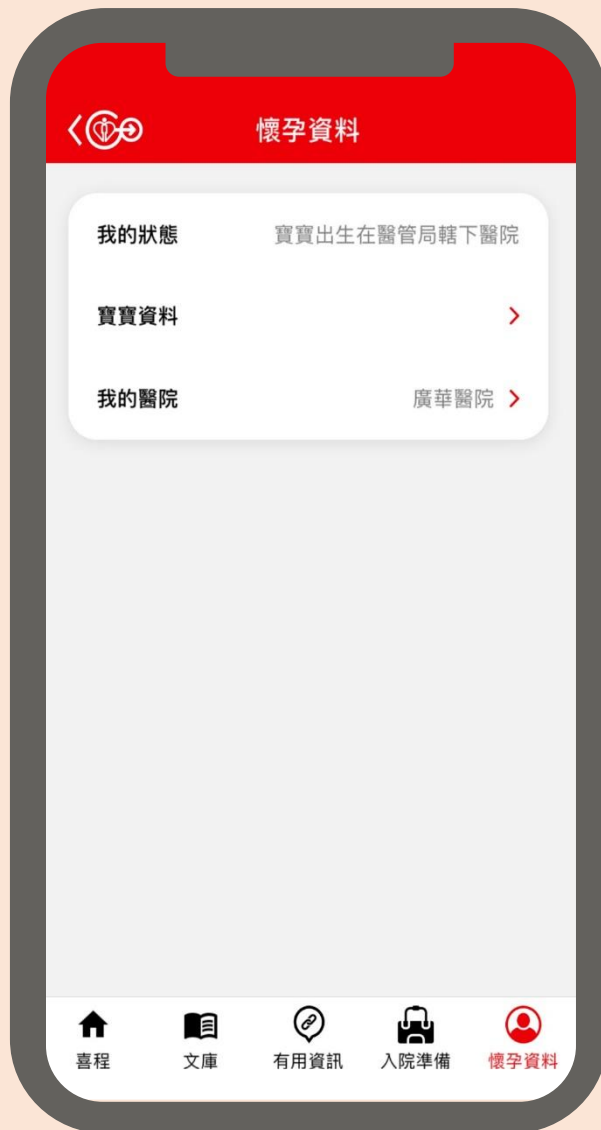 懷孕資料
我的狀態 寶寶出生在醫管局轄下醫院
寶寶資料
我的醫院 廣華醫院
喜程 文庫 有用資訊 入院準備 懷孕資料